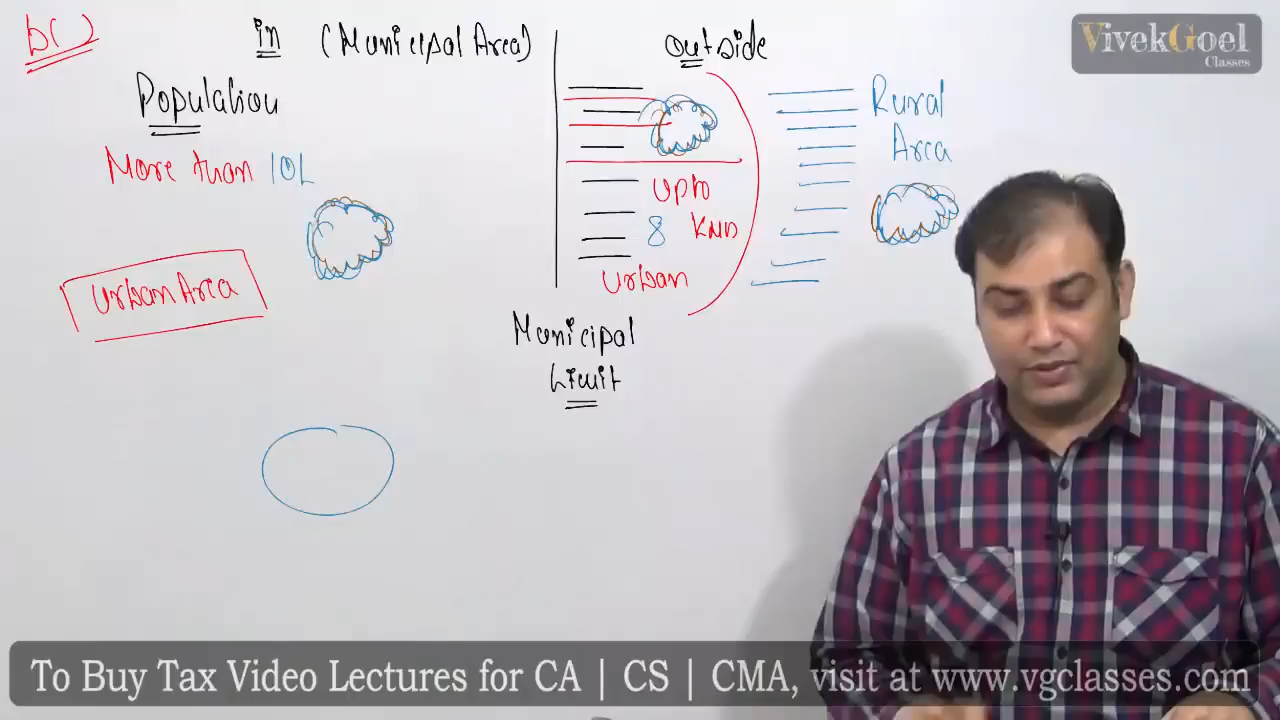 b( )
in (Municipal Area)
outside
Population
More than 10L
Urban Area
upto
8 KMD
Urban
Rural
Area
Municipal
Limit
VivekGoel
Classes
To Buy Tax Video Lectures for CA | CS | CMA, visit at www.vgclasses.com